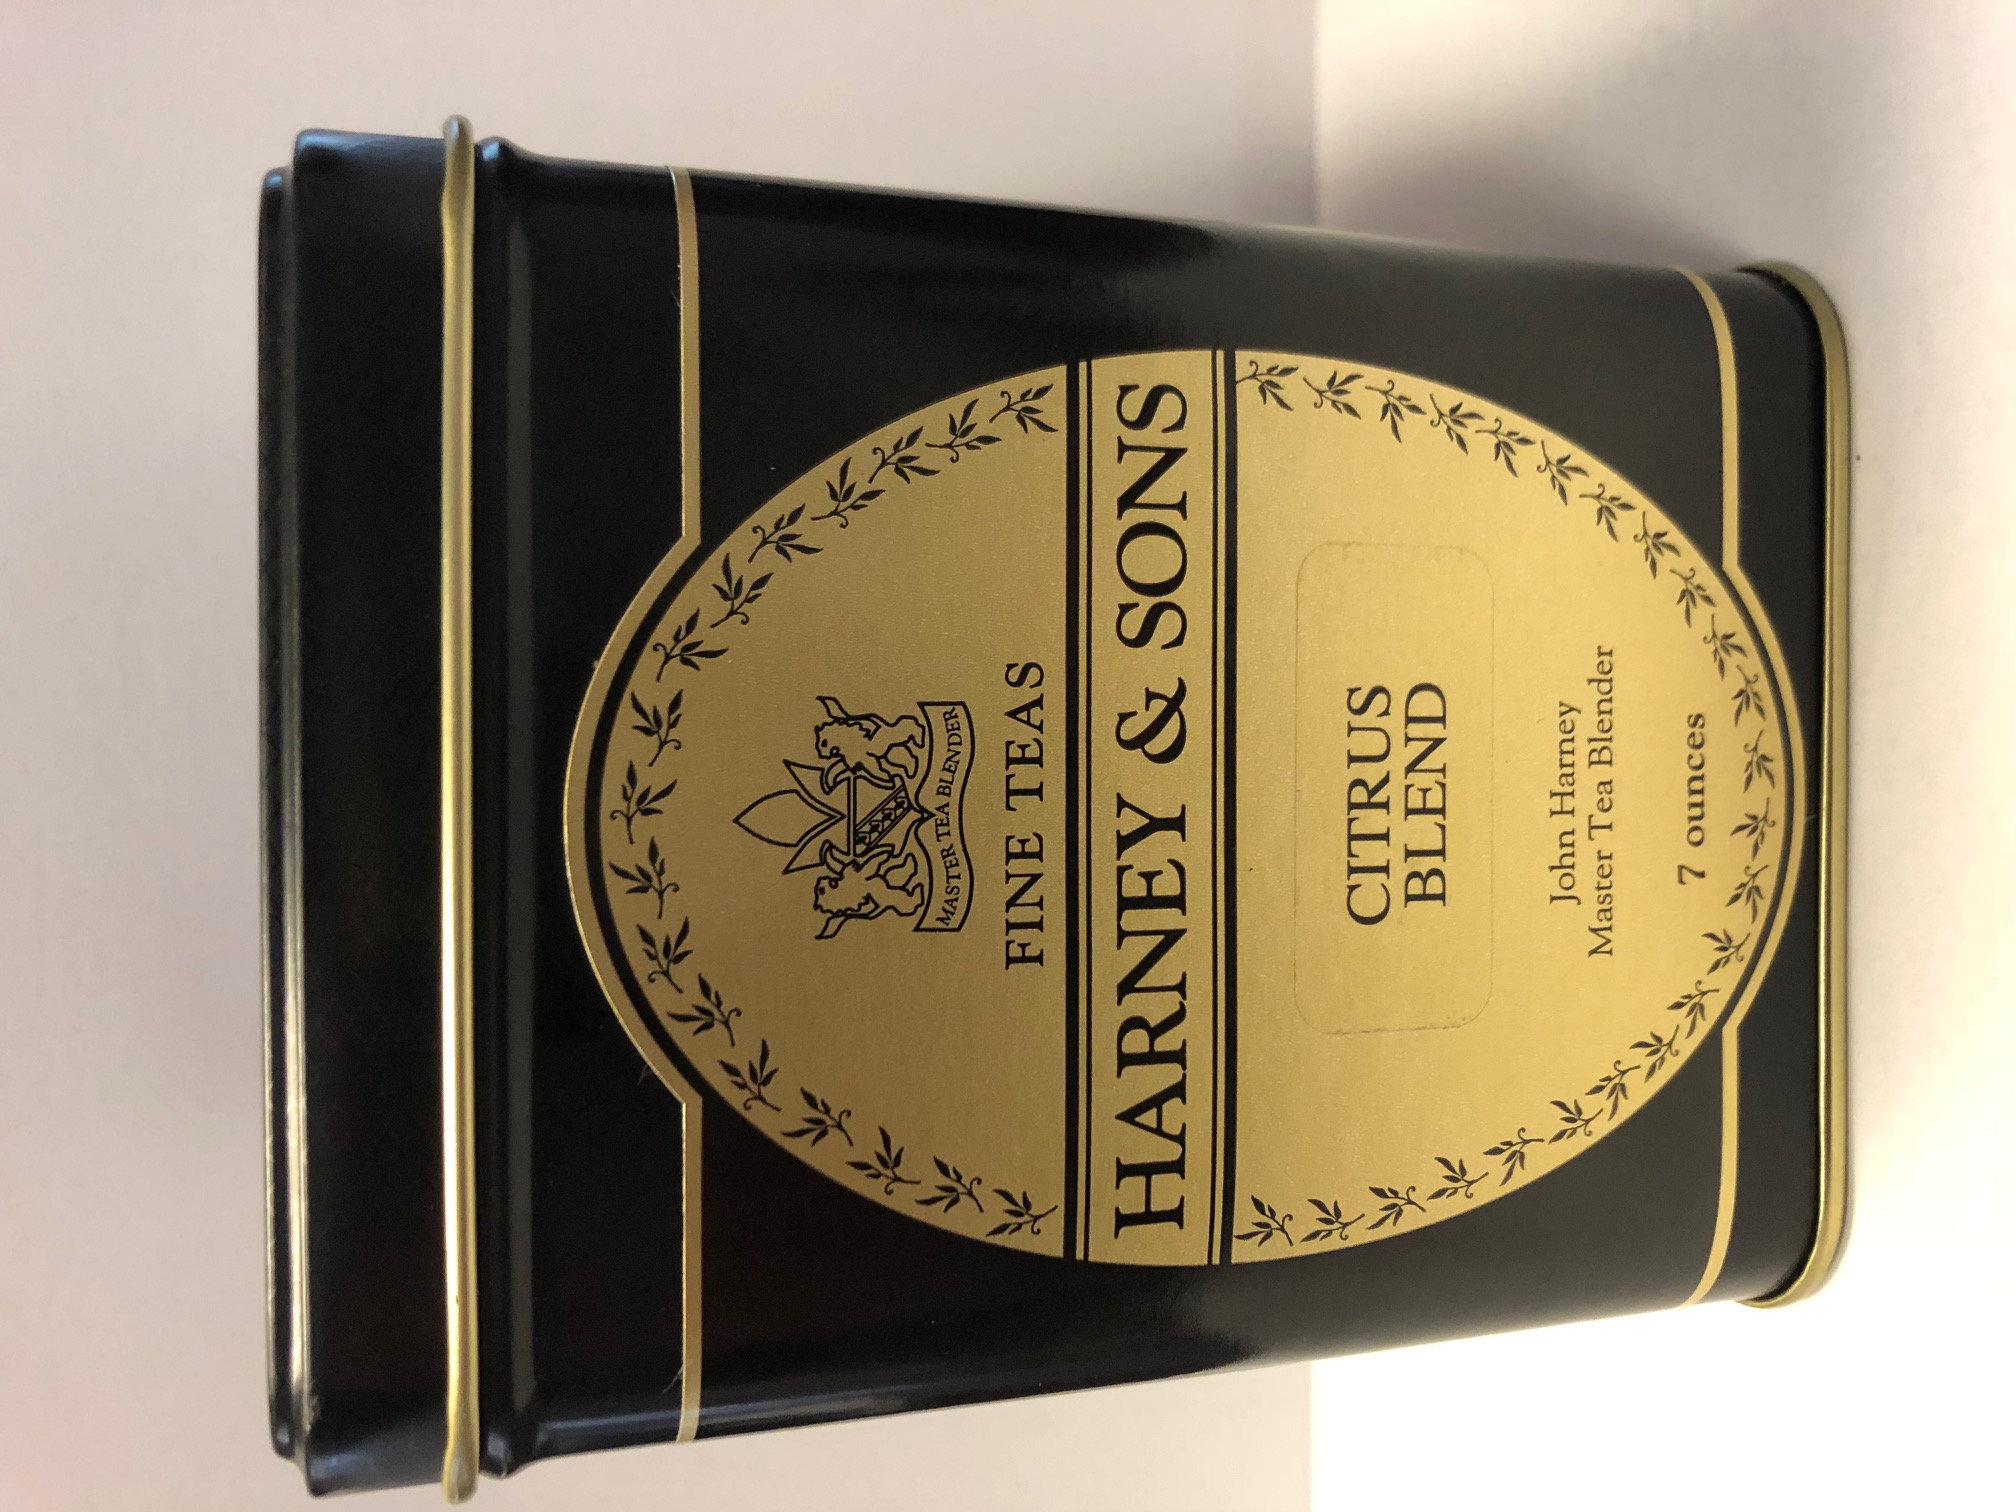 MASTER TEA BLENDER
FINE TEAS
HARNEY & SONS
CITRUS
BLEND
John Harney
Master Tea Blender
7 ounces